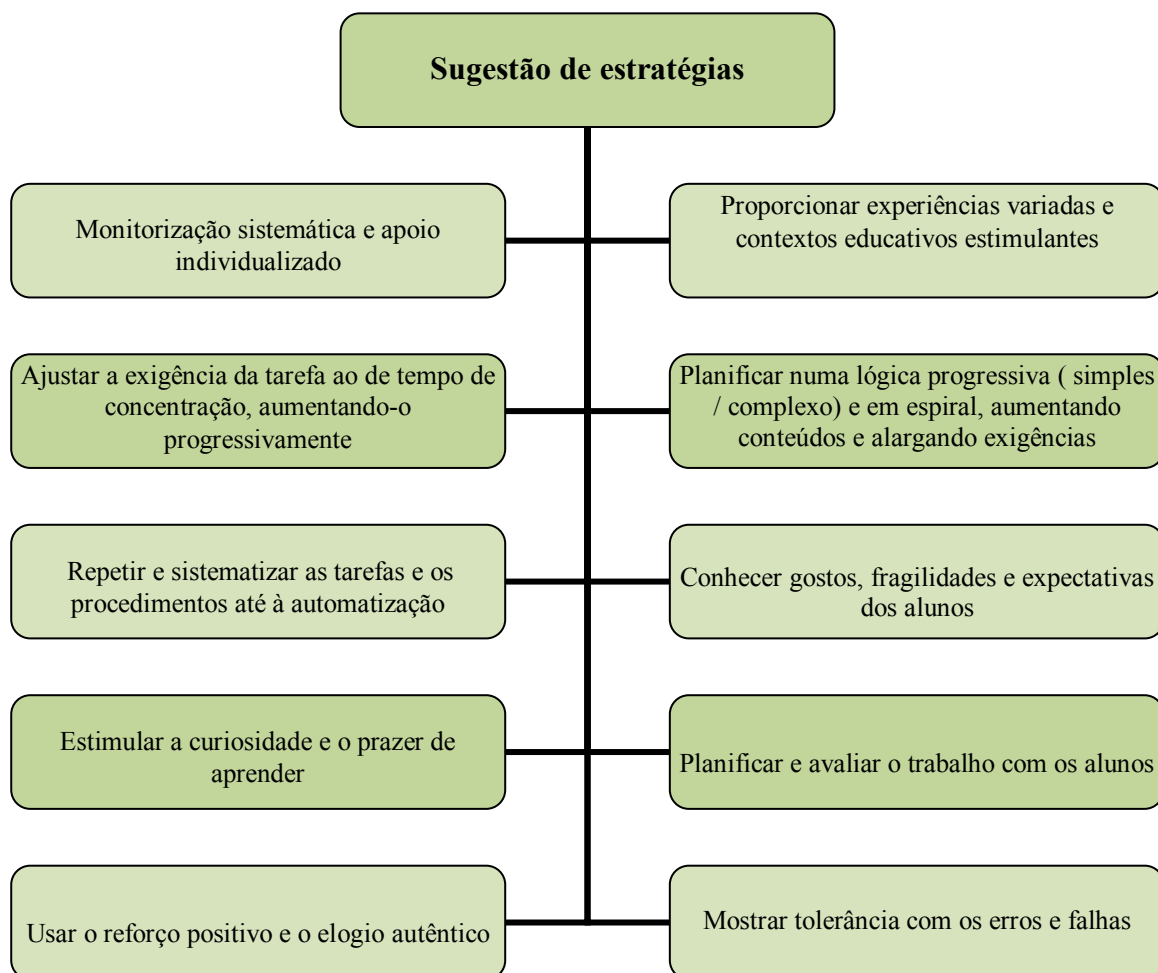 Sugestão de estratégias
Monitorização sistemática e apoio
individualizado
Proporcionar experiências variadas e
contextos educativos estimulantes
Ajustar a exigência da tarefa ao de tempo de
concentração, aumentando-o
progressivamente
Planificar numa lógica progressiva ( simples
/ complexo) e em espiral, aumentando
conteúdos e alargando exigências
Repetir e sistematizar as tarefas e os
procedimentos até à automatização
Conhecer gostos, fragilidades e expectativas
dos alunos
Estimular a curiosidade e o prazer de
aprender
Planificar e avaliar o trabalho com os alunos
Usar o reforço positivo e o elogio autêntico
Mostrar tolerância com os erros e falhas